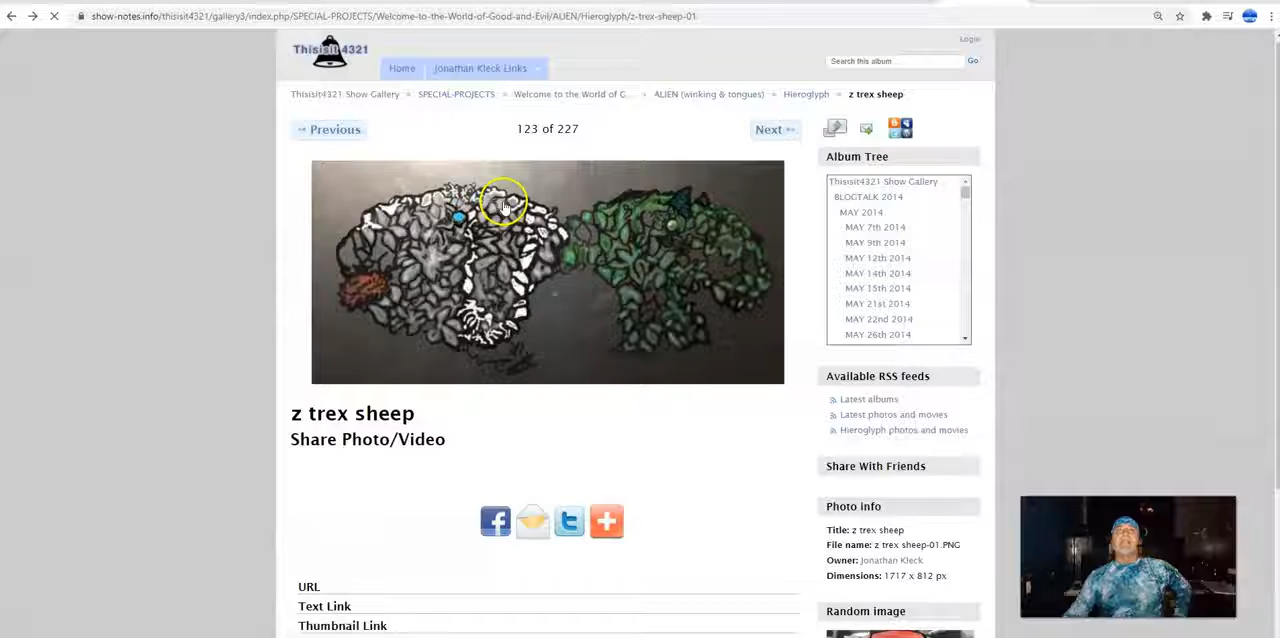 show-notes.info/thisisit4321/gallery3/index.php/SPECIAL-PROJECTS/Welcome-to-the-World-of-Good-and-Evil/ALIEN/Hieroglyph/z-trex-sheep-01
Thisisit 4321
Login
Home Jonathan Kleck Links
Search this album Go
Thisisit4321 Show Gallery » SPECIAL-PROJECTS » Welcome to the World of G... » ALIEN (winking & tongues) » Hieroglyph » z trex sheep
Previous 123 of 227 Next
Album Tree
Thisisit4321 Show Gallery
BLOGTALK 2014
MAY 2014
MAY 7th 2014
MAY 9th 2014
MAY 12th 2014
MAY 14th 2014
MAY 15th 2014
MAY 21st 2014
MAY 22nd 2014
MAY 26th 2014
z trex sheep
Share Photo/Video
Available RSS feeds
Latest albums
Latest photos and movies
Hieroglyph photos and movies
Share With Friends
Photo info
Title: z trex sheep
File name: z trex sheep-01.PNG
Owner: Jonathan Kleck
Dimensions: 1717 x 812 px
URL
Text Link
Thumbnail Link
Random image